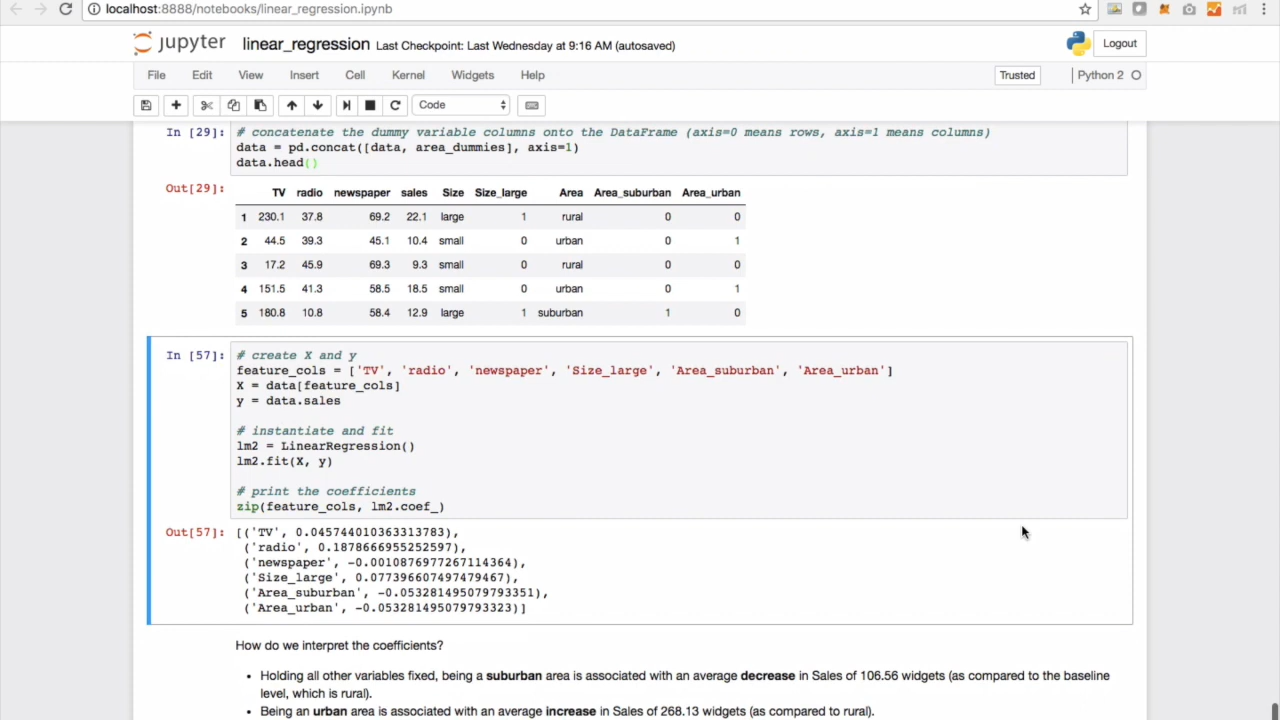 localhost:8888/notebooks/linear_regression.ipynb
jupyter linear_regression Last Checkpoint: Last Wednesday at 9:16 AM (autosaved) Logout
File Edit View Insert Cell Kernel Widgets Help Trusted Python 2
Code
In [29]: # concatenate the dummy variable columns onto the DataFrame (axis=0 means rows, axis=1 means columns)
data = pd.concat([data, area_dummies], axis=1)
data.head()
Out[29]: TV radio newspaper sales Size Size_large Area Area_suburban Area_urban
1 230.1 37.8 69.2 22.1 large 1 rural 0 0
2 44.5 39.3 45.1 10.4 small 0 urban 0 1
3 17.2 45.9 69.3 9.3 small 0 rural 0 0
4 151.5 41.3 58.5 18.5 small 0 urban 0 1
5 180.8 10.8 58.4 12.9 large 1 suburban 1 0
In [57]: # create X and y
feature_cols = ['TV', 'radio', 'newspaper', 'Size_large', 'Area_suburban', 'Area_urban']
X = data[feature_cols]
y = data.sales
# instantiate and fit
lm2 = LinearRegression()
lm2.fit(X, y)
# print the coefficients
zip(feature_cols, lm2.coef_)
Out[57]: [('TV', 0.045744010363313783),
('radio', 0.1878666955252597),
('newspaper', -0.0010876977267114364),
('Size_large', 0.077396607497479467),
('Area_suburban', -0.053281495079793351),
('Area_urban', -0.053281495079793323)]
How do we interpret the coefficients?
• Holding all other variables fixed, being a suburban area is associated with an average decrease in Sales of 106.56 widgets (as compared to the baseline
level, which is rural).
• Being an urban area is associated with an average increase in Sales of 268.13 widgets (as compared to rural).